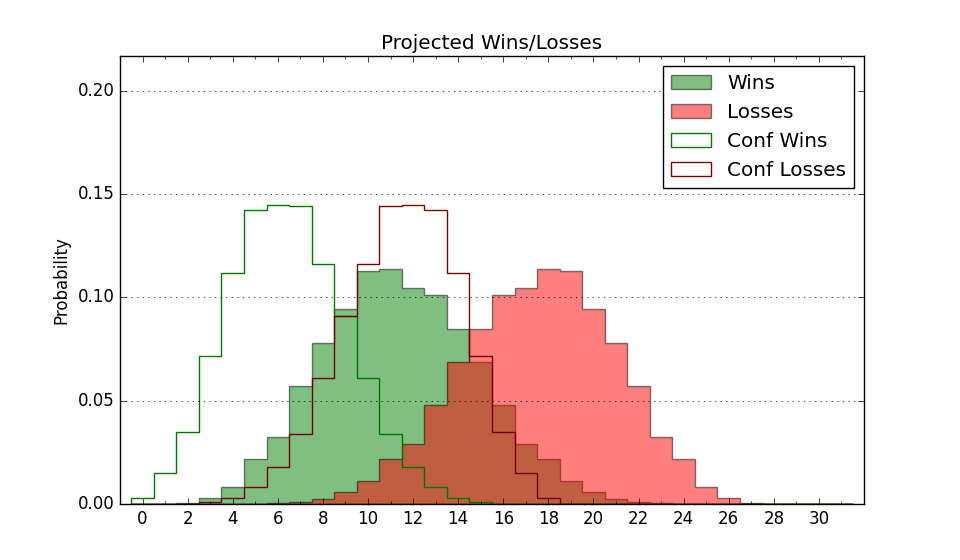 Projected Wins/Losses
Wins
Losses
Conf Wins
Conf Losses
Probability
0.20
0.15
0.10
0.05
0.00
0 2 4 6 8 10 12 14 16 18 20 22 24 26 28 30